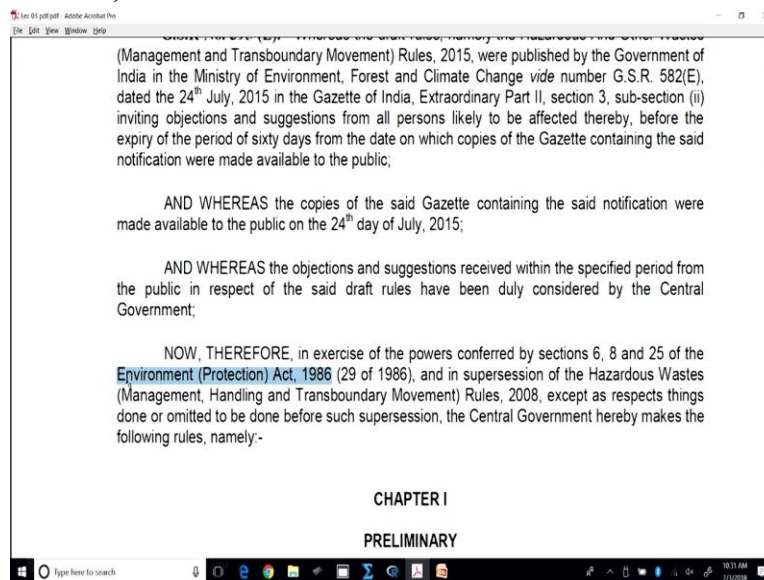 Lec 05 pdf.pdf - Adobe Acrobat Pro
File Edit View Window Help
(Management and Transboundary Movement) Rules, 2015, were published by the Government of
India in the Ministry of Environment, Forest and Climate Change vide number G.S.R. 582(E),
dated the 24th July, 2015 in the Gazette of India, Extraordinary Part II, section 3, sub-section (ii)
inviting objections and suggestions from all persons likely to be affected thereby, before the
expiry of the period of sixty days from the date on which copies of the Gazette containing the said
notification were made available to the public;
AND WHEREAS the copies of the said Gazette containing the said notification were
made available to the public on the 24th day of July, 2015;
AND WHEREAS the objections and suggestions received within the specified period from
the public in respect of the said draft rules have been duly considered by the Central
Government;
NOW, THEREFORE, in exercise of the powers conferred by sections 6, 8 and 25 of the
Environment (Protection) Act, 1986 (29 of 1986), and in supersession of the Hazardous Wastes
(Management, Handling and Transboundary Movement) Rules, 2008, except as respects things
done or omitted to be done before such supersession, the Central Government hereby makes the
following rules, namely:-
CHAPTER I
PRELIMINARY
Type here to search
10:31 AM
7/3/2018